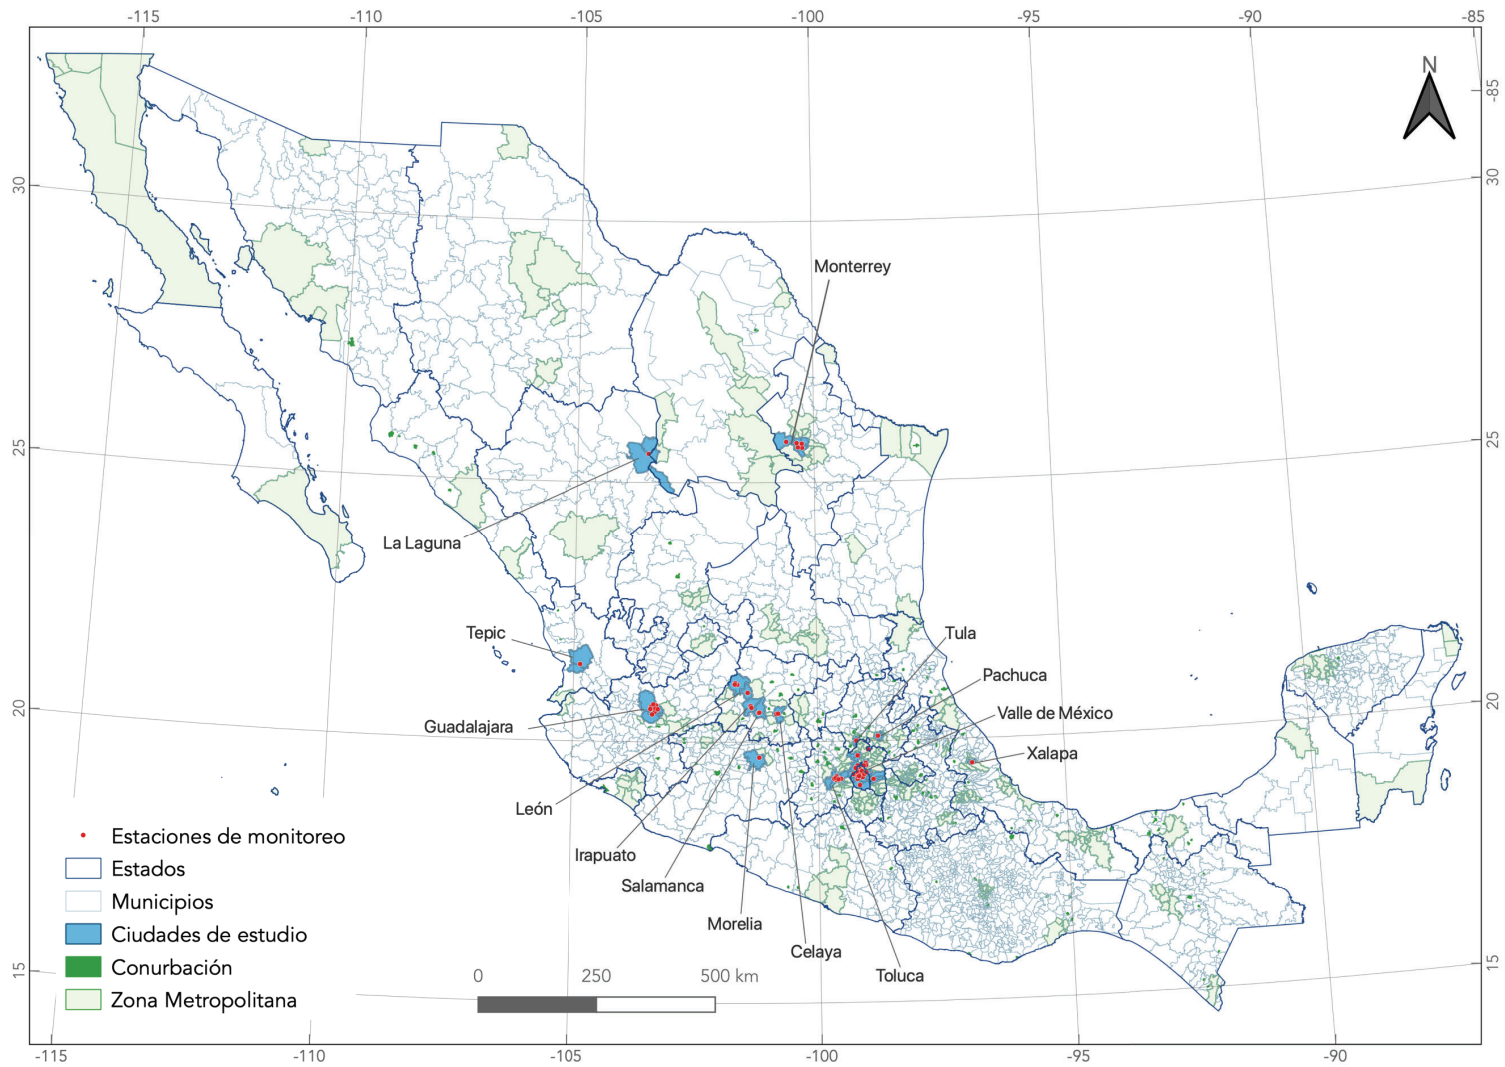 -115 -110 -105 -100 -95 -90 -85
N
-85
30 30
Monterrey
25 25
La Laguna
Tepic
Tula
Pachuca
20 20
Valle de México
Guadalajara
Xalapa
León
Estaciones de monitoreo
Irapuato
Estados
Salamanca
Municipios
Morelia
Ciudades de estudio
Celaya
Conurbación
15 15
0 250 500 km
Toluca
Zona Metropolitana
-115 -110 -105 -100 -95 -90